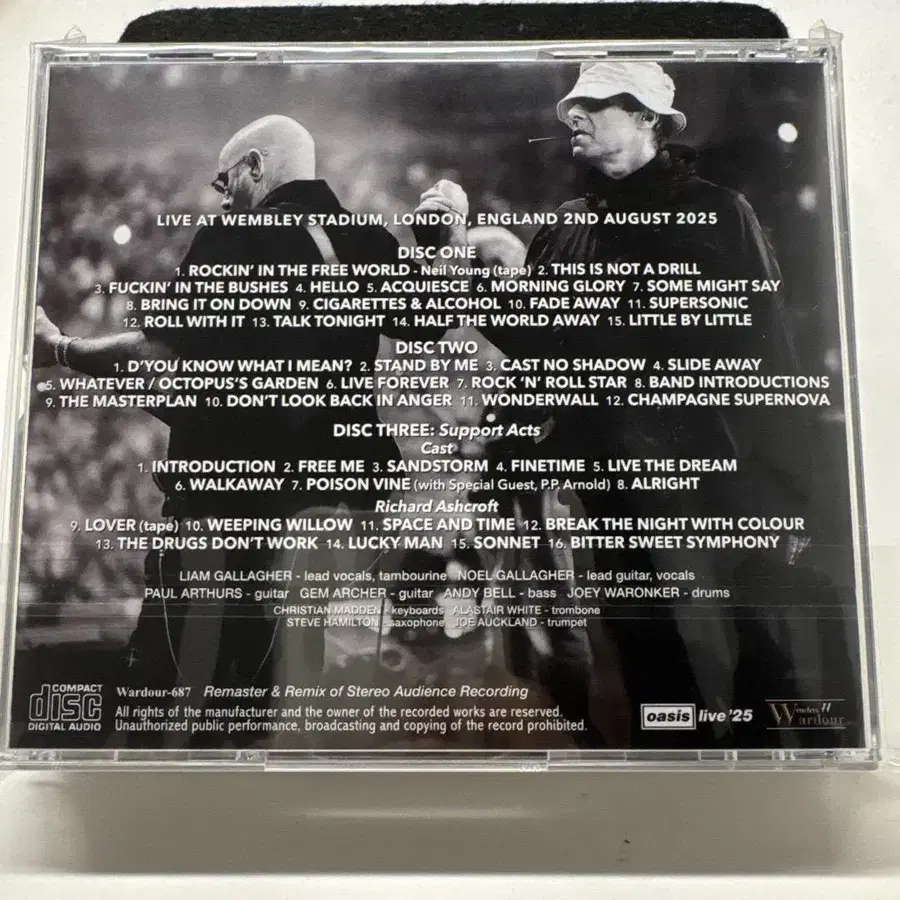 LIVE AT WEMBLEY STADIUM, LONDON, ENGLAND 2ND AUGUST 2025
DISC ONE
1. ROCKIN' IN THE FREE WORLD - Neil Young (tape) 2. THIS IS NOT A DRILL
3. FUCKIN' IN THE BUSHES 4. HELLO 5. ACQUIESCE 6. MORNING GLORY 7. SOME MIGHT SAY
8. BRING IT ON DOWN 9. CIGARETTES & ALCOHOL 10. FADE AWAY 11. SUPERSONIC
12. ROLL WITH IT 13. TALK TONIGHT 14. HALF THE WORLD AWAY 15. LITTLE BY LITTLE
DISC TWO
1. D'YOU KNOW WHAT I MEAN? 2. STAND BY ME 3. CAST NO SHADOW 4. SLIDE AWAY
5. WHATEVER / OCTOPUS'S GARDEN 6. LIVE FOREVER 7. ROCK 'N' ROLL STAR 8. BAND INTRODUCTIONS
9. THE MASTERPLAN 10. DON'T LOOK BACK IN ANGER 11. WONDERWALL 12. CHAMPAGNE SUPERNOVA
DISC THREE: Support Acts
Cast
1. INTRODUCTION 2. FREE ME 3. SANDSTORM 4. FINETIME 5. LIVE THE DREAM
6. WALKAWAY 7. POISON VINE (with Special Guest, P.P. Arnold) 8. ALRIGHT
Richard Ashcroft
9. LOVER (tape) 10. WEEPING WILLOW 11. SPACE AND TIME 12. BREAK THE NIGHT WITH COLOUR
13. THE DRUGS DON'T WORK 14. LUCKY MAN 15. SONNET 16. BITTER SWEET SYMPHONY
LIAM GALLAGHER - lead vocals, tambourine NOEL GALLAGHER - lead guitar, vocals
PAUL ARTHURS - guitar GEM ARCHER - guitar ANDY BELL - bass JOEY WARONKER - drums
CHRISTIAN MADDEN - keyboards ALASTAIR WHITE - trombone
STEVE HAMILTON - saxophone JOE AUCKLAND - trumpet
COMPACT disc DIGITAL AUDIO
Wardour-687 Remaster & Remix of Stereo Audience Recording
All rights of the manufacturer and the owner of the recorded works are reserved.
Unauthorized public performance, broadcasting and copying of the record prohibited.
oasis live '25
Wardour